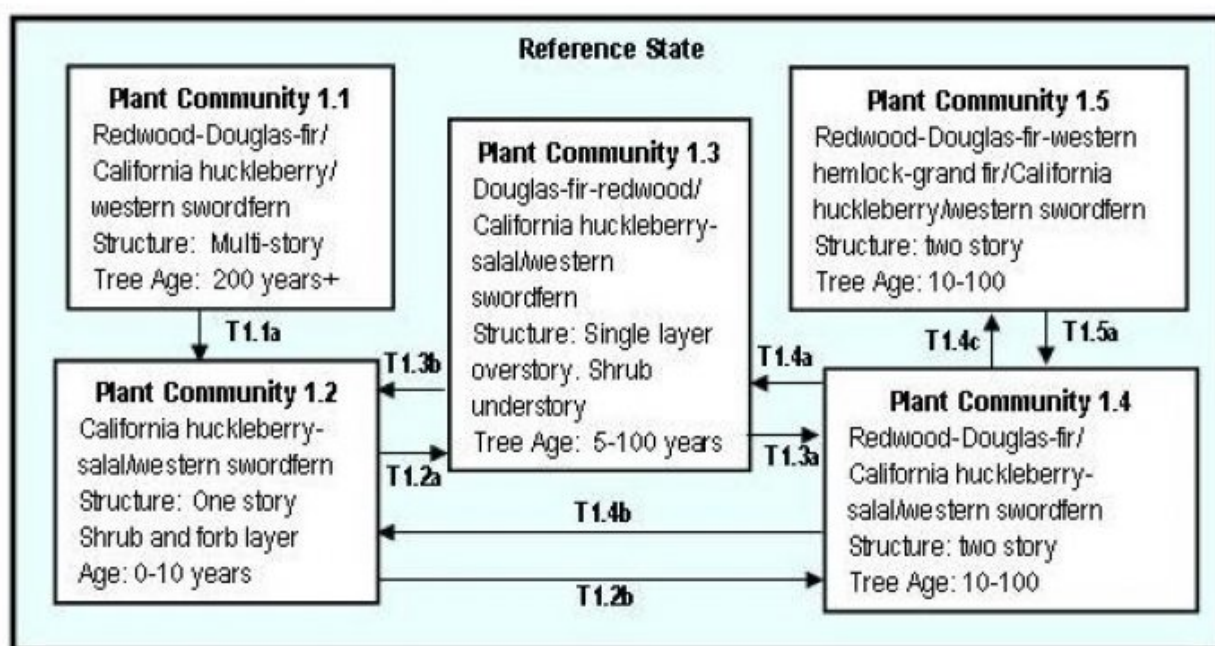 Reference State
Plant Community 1.1
Redwood-Douglas-fir/
California huckleberry/
western swordfern
Structure: Multi-story
Tree Age: 200 years+
T1.1a
Plant Community 1.2
California huckleberry-
salal/western swordfern
Structure: One story
Shrub and forb layer
Age: 0-10 years
T1.3b
T1.2a
Plant Community 1.3
Douglas-fir-redwood/
California huckleberry-
salal/western
swordfern
Structure: Single layer
overstory. Shrub
understory
Tree Age: 5-100 years
T1.4a
T1.3a
T1.4b
T1.2b
Plant Community 1.5
Redwood-Douglas-fir-western
hemlock-grand fir/California
huckleberry/western swordfern
Structure: two story
Tree Age: 10-100
T1.4c
T1.5a
Plant Community 1.4
Redwood-Douglas-fir/
California huckleberry-
salal/western swordfern
Structure: two story
Tree Age: 10-100